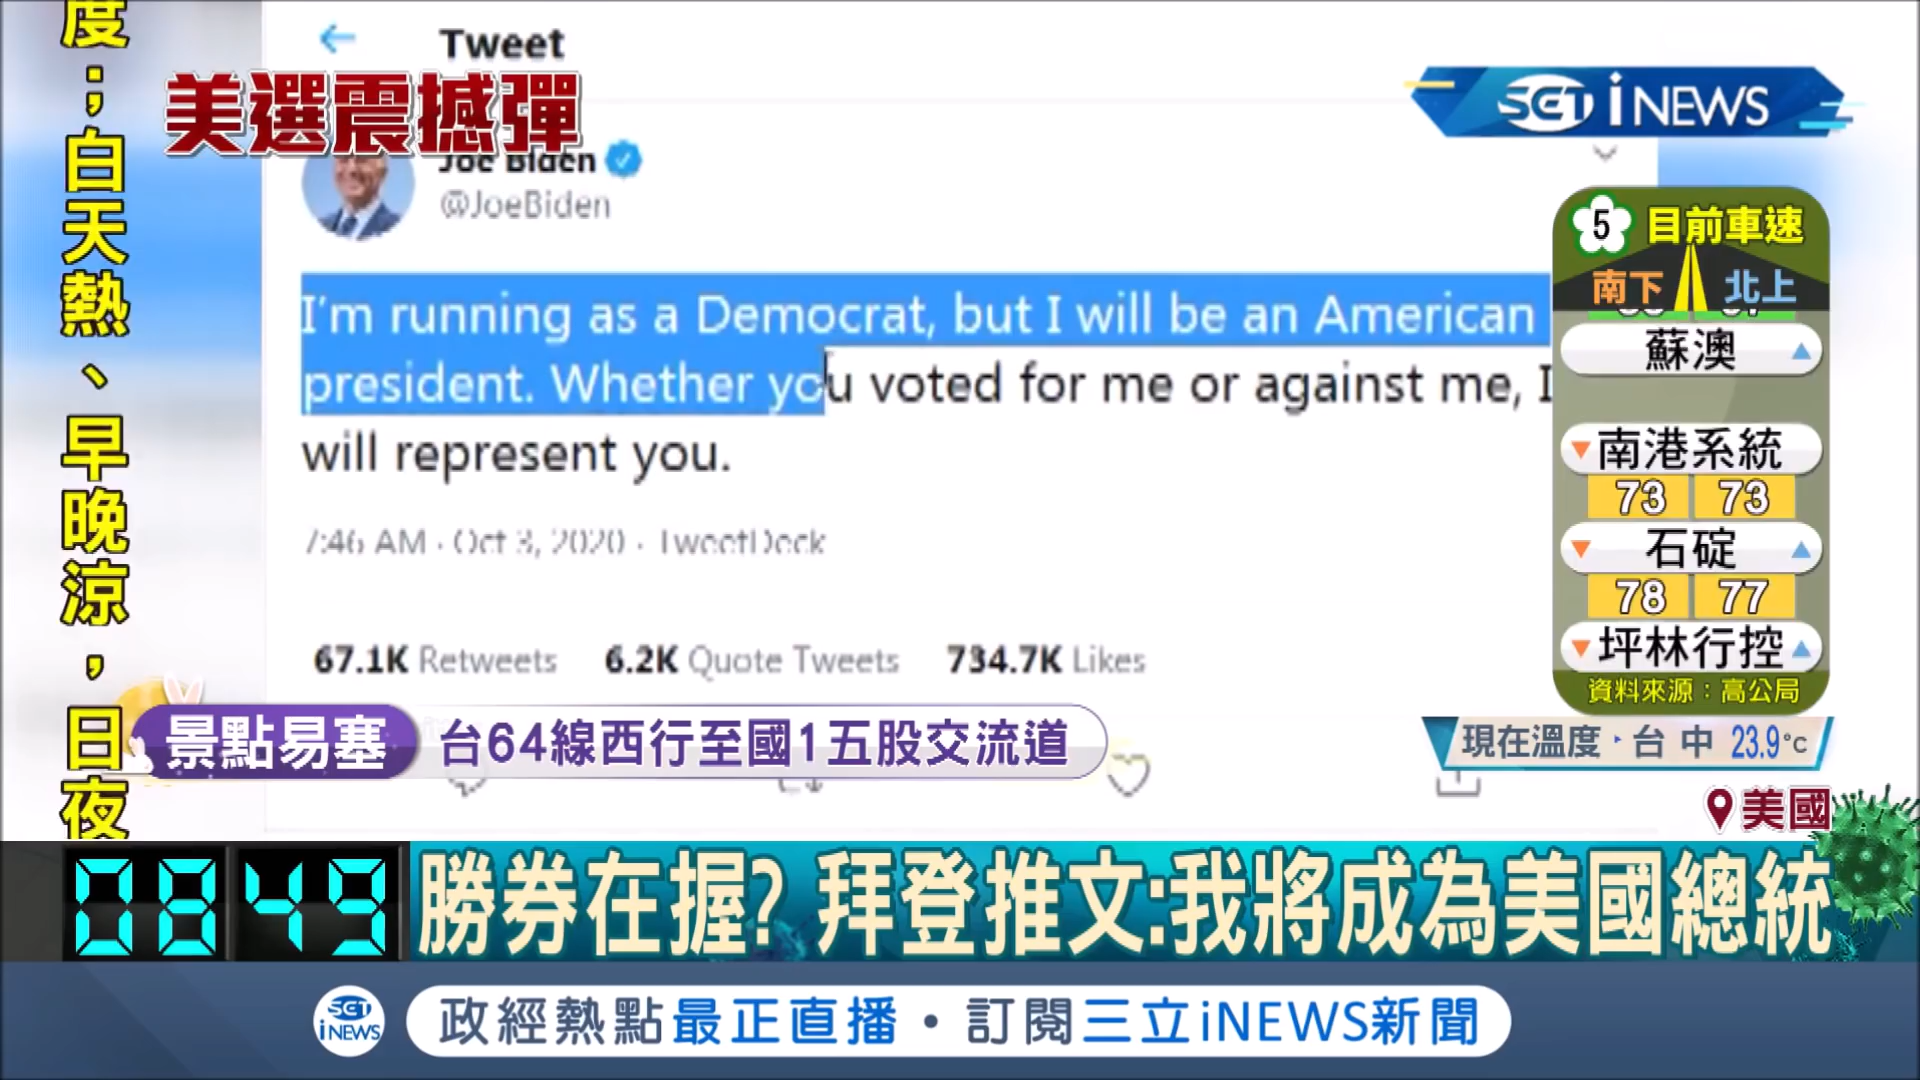 度；白天熱、早晚涼，日夜
Tweet
美選震撼彈
Joe Biden
@JoeBiden
I'm running as a Democrat, but I will be an American
president. Whether you voted for me or against me, I
will represent you.
7:46 AM · Oct 3, 2020 · TweetDeck
67.1K Retweets 6.2K Quote Tweets 734.7K Likes
SET iNEWS
5 目前車速
南下 北上
蘇澳
南港系統
73 73
石碇
78 77
坪林行控
資料來源：高公局
景點易塞 台64線西行至國1五股交流道
現在溫度 台中 23.9°C
美國
08 49 勝券在握? 拜登推文:我將成為美國總統
SET iNEWS 政經熱點最正直播・訂閱三立iNEWS新聞